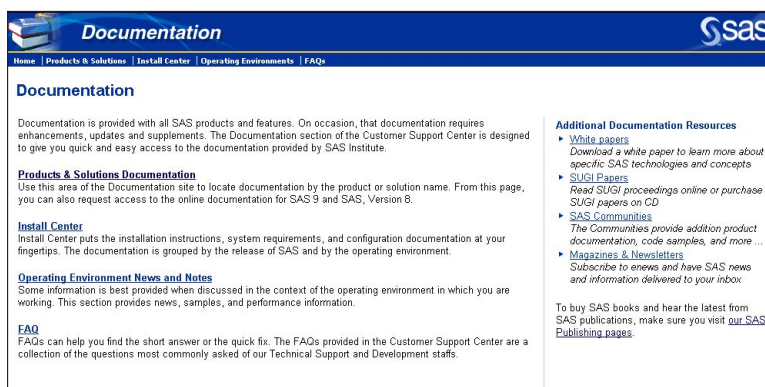 Documentation
sas
Home | Products & Solutions | Install Center | Operating Environments | FAQs
Documentation
Documentation is provided with all SAS products and features. On occasion, that documentation requires
enhancements, updates and supplements. The Documentation section of the Customer Support Center is designed
to give you quick and easy access to the documentation provided by SAS Institute.
Products & Solutions Documentation
Use this area of the Documentation site to locate documentation by the product or solution name. From this page,
you can also request access to the online documentation for SAS 9 and SAS, Version 8.
Install Center
Install Center puts the installation instructions, system requirements, and configuration documentation at your
fingertips. The documentation is grouped by the release of SAS and by the operating environment.
Operating Environment News and Notes
Some information is best provided when discussed in the context of the operating environment in which you are
working. This section provides news, samples, and performance information.
FAQ
FAQs can help you find the short answer or the quick fix. The FAQs provided in the Customer Support Center are a
collection of the questions most commonly asked of our Technical Support and Development staffs.
Additional Documentation Resources
White papers
Download a white paper to learn more about
specific SAS technologies and concepts
SUGI Papers
Read SUGI proceedings online or purchase
SUGI papers on CD
SAS Communities
The Communities provide addition product
documentation, code samples, and more ...
Magazines & Newsletters
Subscribe to enews and have SAS news
and information delivered to your inbox
To buy SAS books and hear the latest from
SAS publications, make sure you visit our SAS
Publishing pages.